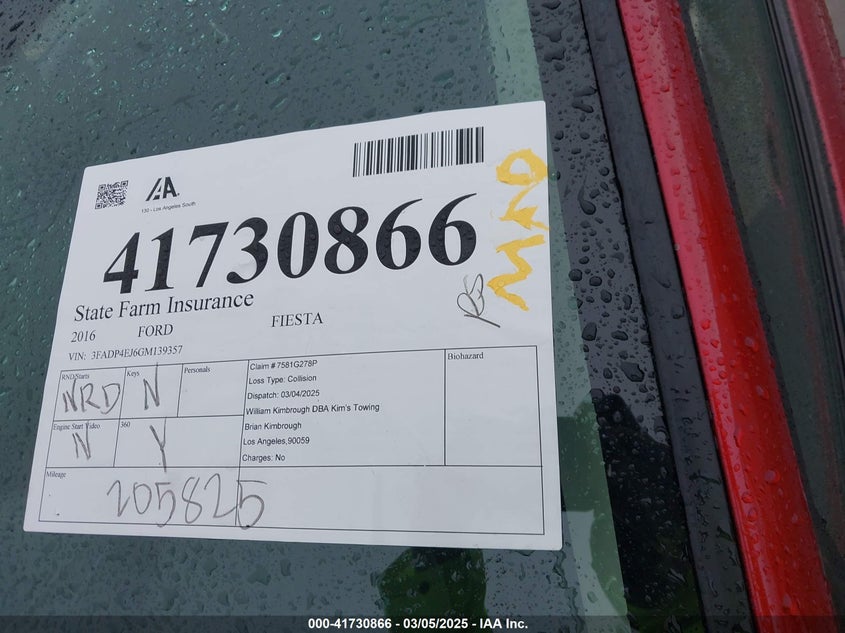 IAA
130 - Los Angeles South
41730866
State Farm Insurance
2016 FORD FIESTA
VIN: 3FADP4EJ6GM139357
RND/Starts
NRD
Keys
N
Personals
Engine Start Video
N
360
Y
Claim # 7581G278P
Loss Type: Collision
Dispatch: 03/04/2025
William Kimbrough DBA Kim's Towing
Brian Kimbrough
Los Angeles,90059
Charges: No
Biohazard
Mileage
205825
000-41730866 - 03/05/2025 - IAA Inc.